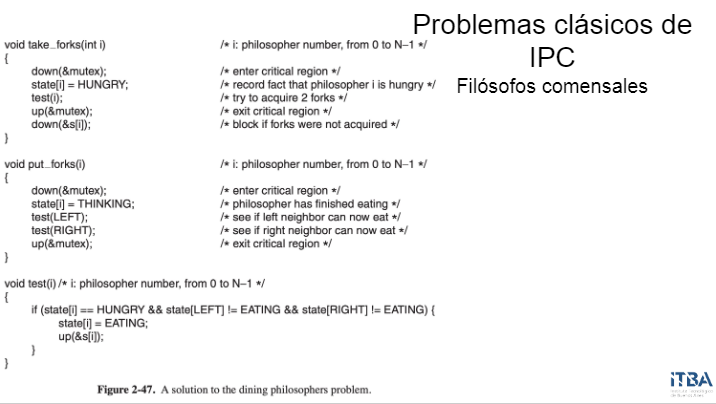 Problemas clásicos de
IPC
Filósofos comensales
void take_forks(int i) /* i: philosopher number, from 0 to N–1 */
{
down(&mutex); /* enter critical region */
state[i] = HUNGRY; /* record fact that philosopher i is hungry */
test(i); /* try to acquire 2 forks */
up(&mutex); /* exit critical region */
down(&s[i]); /* block if forks were not acquired */
}
void put_forks(i) /* i: philosopher number, from 0 to N–1 */
{
down(&mutex); /* enter critical region */
state[i] = THINKING; /* philosopher has finished eating */
test(LEFT); /* see if left neighbor can now eat */
test(RIGHT); /* see if right neighbor can now eat */
up(&mutex); /* exit critical region */
}
void test(i) /* i: philosopher number, from 0 to N–1 */
{
if (state[i] == HUNGRY && state[LEFT] != EATING && state[RIGHT] != EATING) {
state[i] = EATING;
up(&s[i]);
}
}
Figure 2-47. A solution to the dining philosophers problem.
ITBA